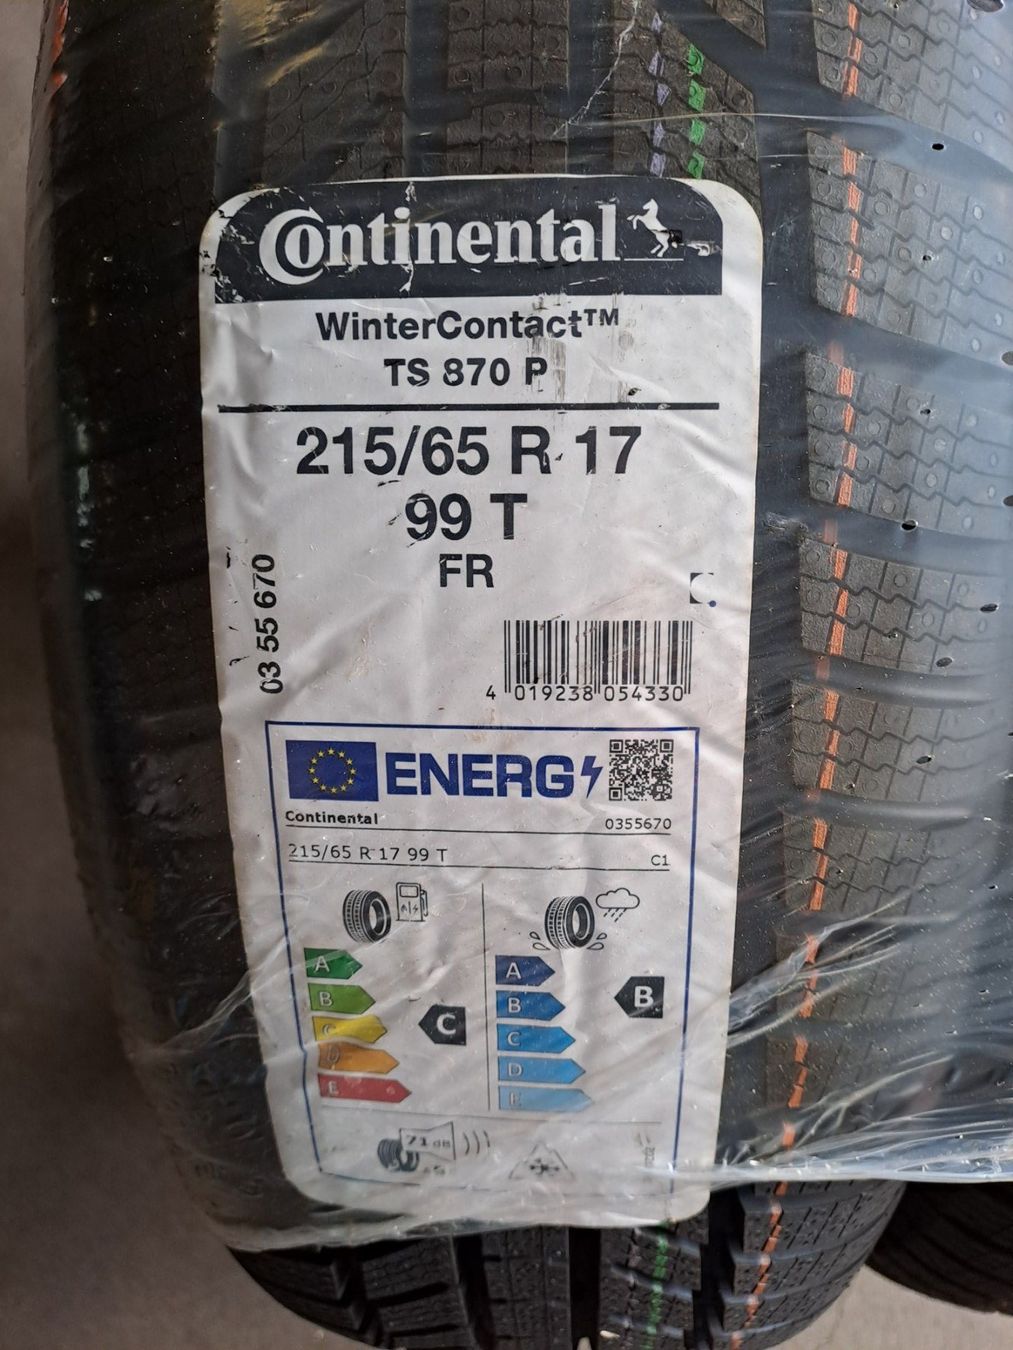 Continental
WinterContact™
TS 870 P
215/65 R 17
99 T
FR
03 55 670
4 019238 054330
ENERG
Continental 0355670
215/65 R 17 99 T C1
A A
B B B
C C C
D D
E E
71 dB